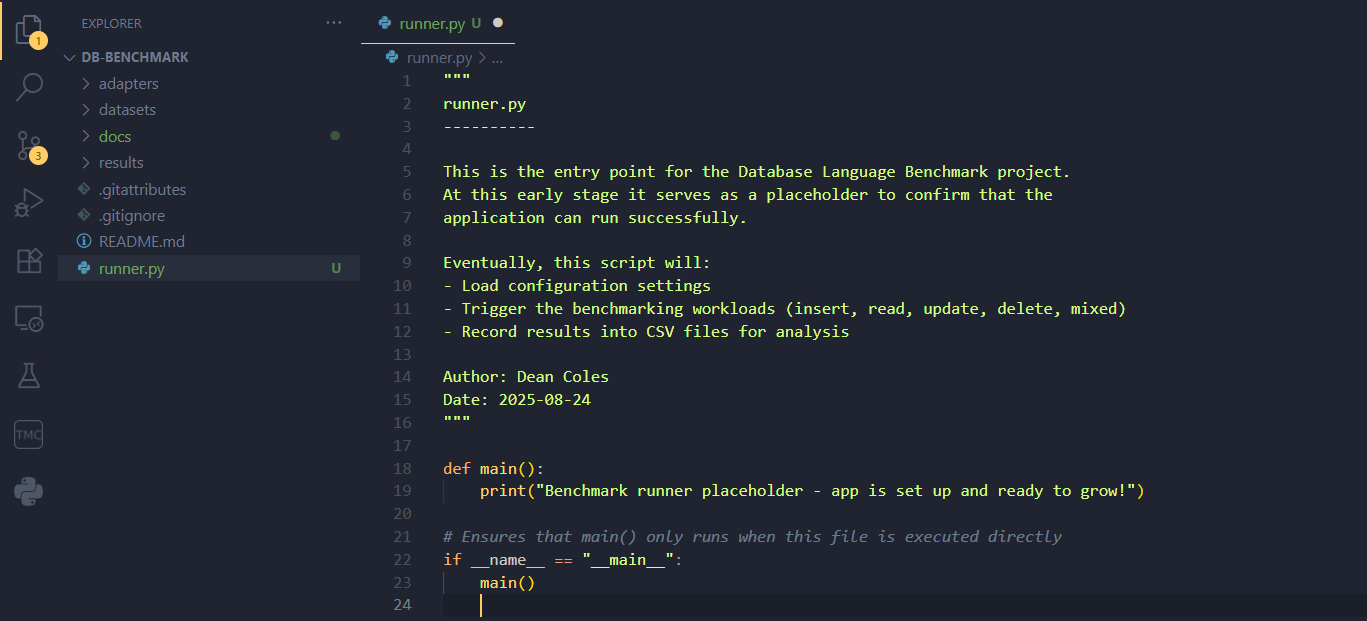 EXPLORER
...
runner.py U
1
DB-BENCHMARK
runner.py > ...
adapters
datasets
docs
results
.gitattributes
.gitignore
README.md
runner.py U
3
TMC
1 """
2 runner.py
3 ----------
4
5 This is the entry point for the Database Language Benchmark project.
6 At this early stage it serves as a placeholder to confirm that the
7 application can run successfully.
8
9 Eventually, this script will:
10 - Load configuration settings
11 - Trigger the benchmarking workloads (insert, read, update, delete, mixed)
12 - Record results into CSV files for analysis
13
14 Author: Dean Coles
15 Date: 2025-08-24
16 """
17
18 def main():
19     print("Benchmark runner placeholder - app is set up and ready to grow!")
20
21 # Ensures that main() only runs when this file is executed directly
22 if __name__ == "__main__":
23     main()
24